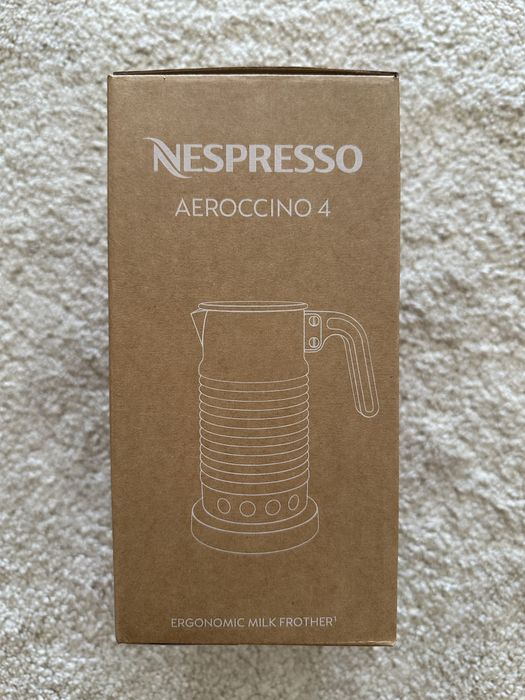 NESPRESSO
AEROCCINO 4
ERGONOMIC MILK FROTHER¹